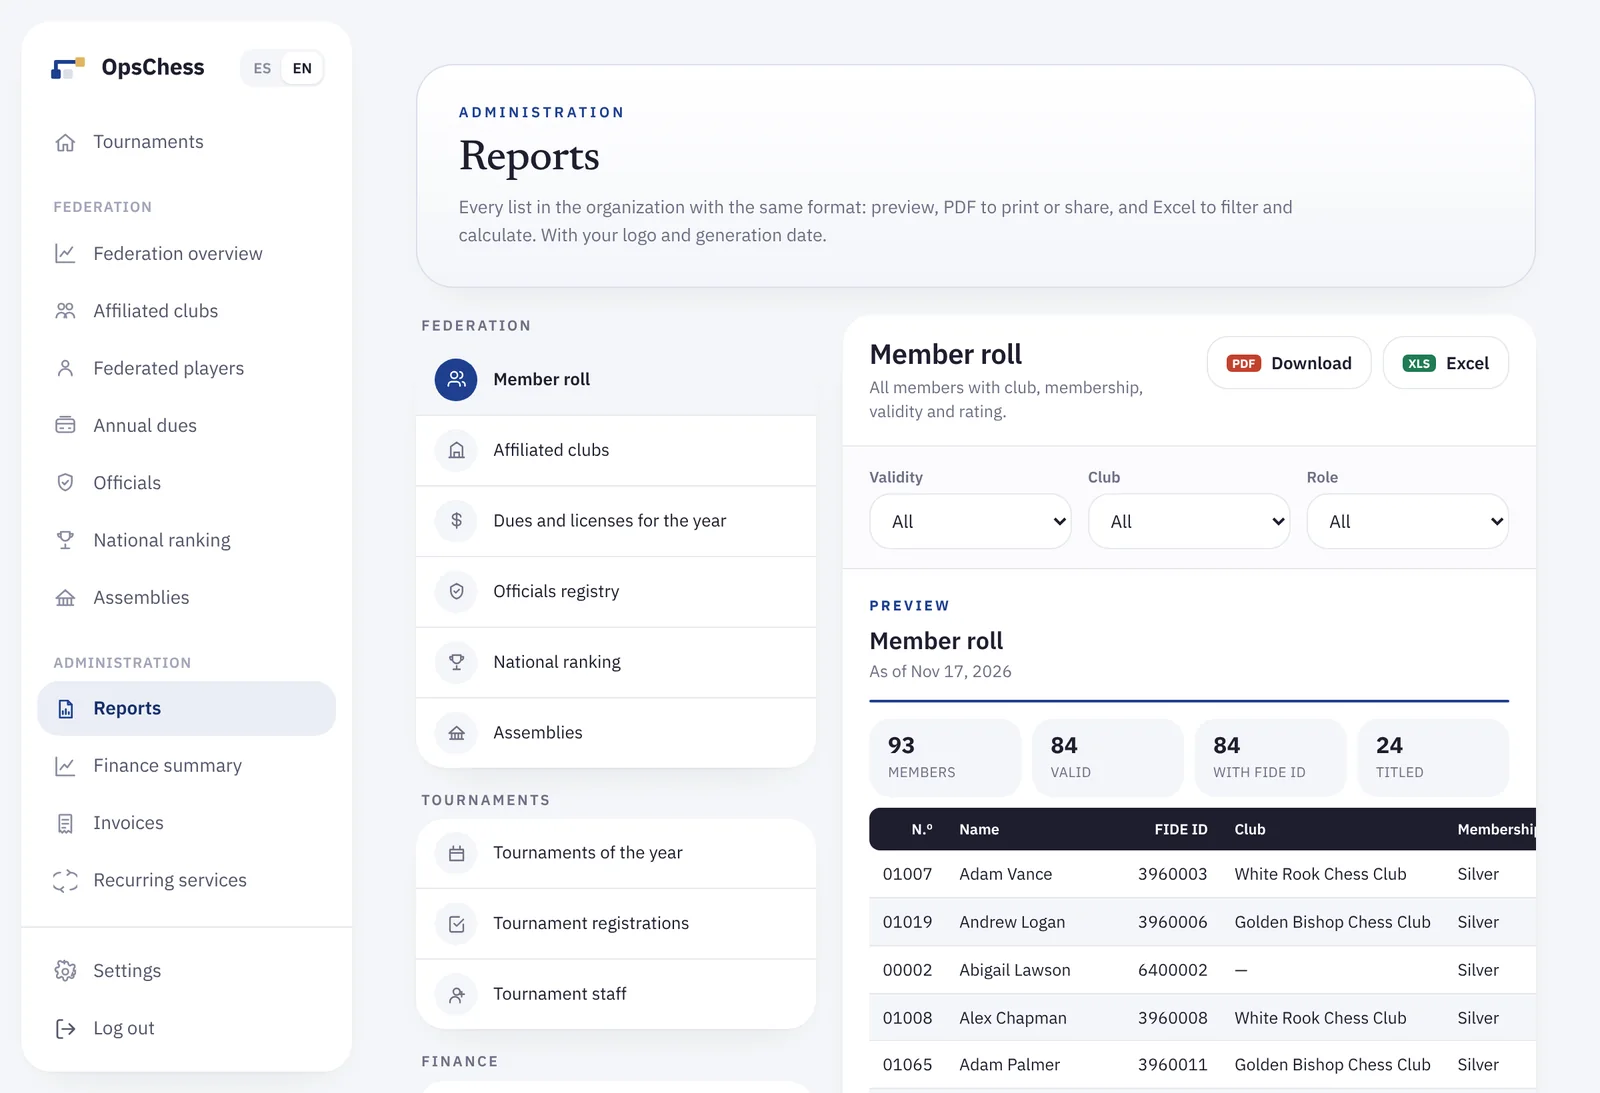 OpsChess
ES EN
Tournaments
FEDERATION
Federation overview
Affiliated clubs
Federated players
Annual dues
Officials
National ranking
Assemblies
ADMINISTRATION
Reports
Finance summary
Invoices
Recurring services
Settings
Log out
ADMINISTRATION
Reports
Every list in the organization with the same format: preview, PDF to print or share, and Excel to filter and
calculate. With your logo and generation date.
FEDERATION
Member roll
Affiliated clubs
Dues and licenses for the year
Officials registry
National ranking
Assemblies
TOURNAMENTS
Tournaments of the year
Tournament registrations
Tournament staff
FINANCE
Member roll
All members with club, membership,
validity and rating.
PDF Download
XLS Excel
Validity Club Role
All All All
PREVIEW
Member roll
As of Nov 17, 2026
93 84 84 24
MEMBERS VALID WITH FIDE ID TITLED
N.º Name FIDE ID Club Membership
01007 Adam Vance 3960003 White Rook Chess Club Silver
01019 Andrew Logan 3960006 Golden Bishop Chess Club Silver
00002 Abigail Lawson 6400002 — Silver
01008 Alex Chapman 3960008 White Rook Chess Club Silver
01065 Adam Palmer 3960011 Golden Bishop Chess Club Silver